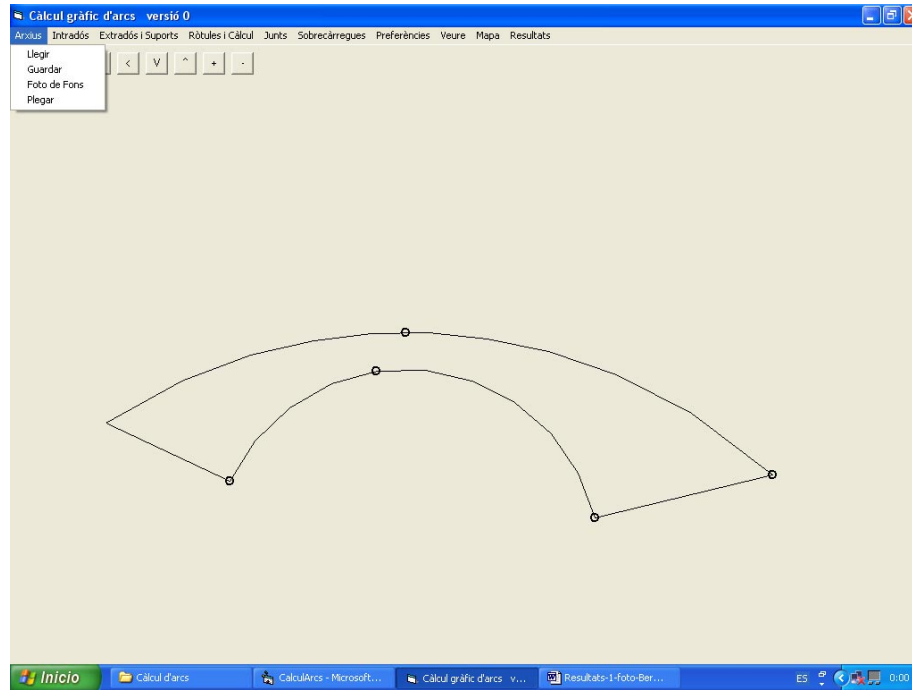 Càlcul gràfic d'arcs versió 0
Arxius Intradós Extradós i Suports Ròtules i Càlcul Junts Sobrecàrregues Preferències Veure Mapa Resultats
Llegir
Guardar
Foto de Fons
Plegar
< V ^ + -
Inicio Càlcul d'arcs CalculArcs - Microsoft... Càlcul gràfic d'arcs v... Resultats-1-foto-Ber... ES 0:00